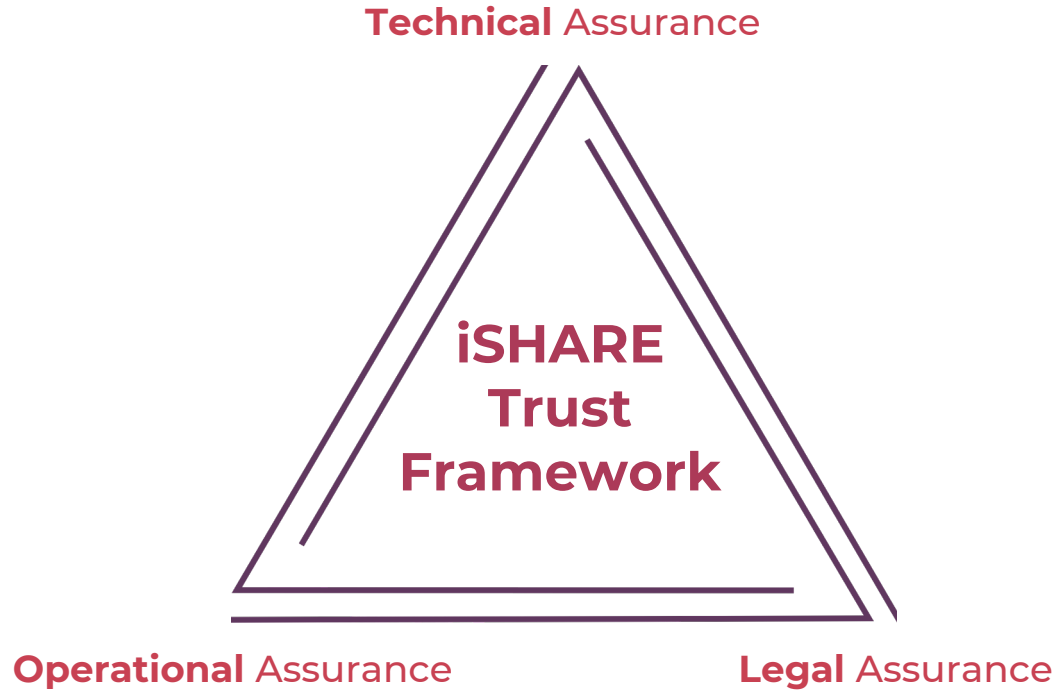 Technical Assurance
iSHARE
Trust
Framework
Operational Assurance
Legal Assurance